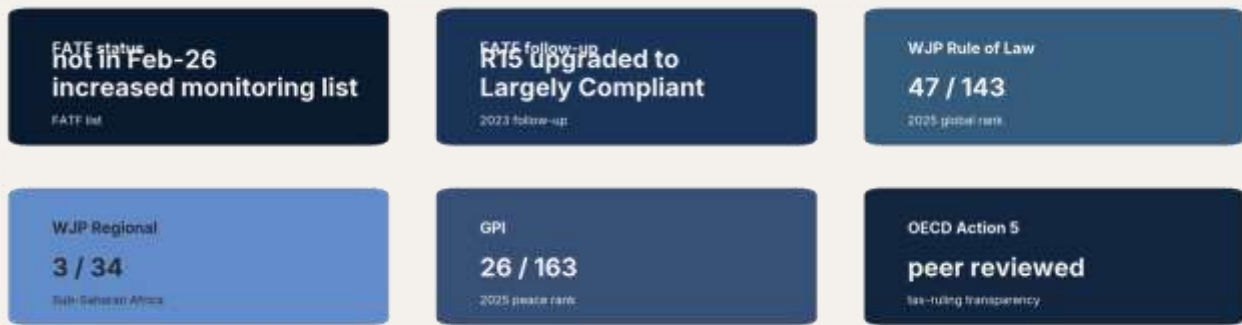 FATF status
not in Feb-26
increased monitoring list
FATF list
FATF follow-up
R15 upgraded to
Largely Compliant
2023 follow-up
WJP Rule of Law
47 / 143
2025 global rank
WJP Regional
3 / 34
Sub-Saharan Africa
GPI
26 / 163
2025 peace rank
OECD Action 5
peer reviewed
tax-ruling transparency